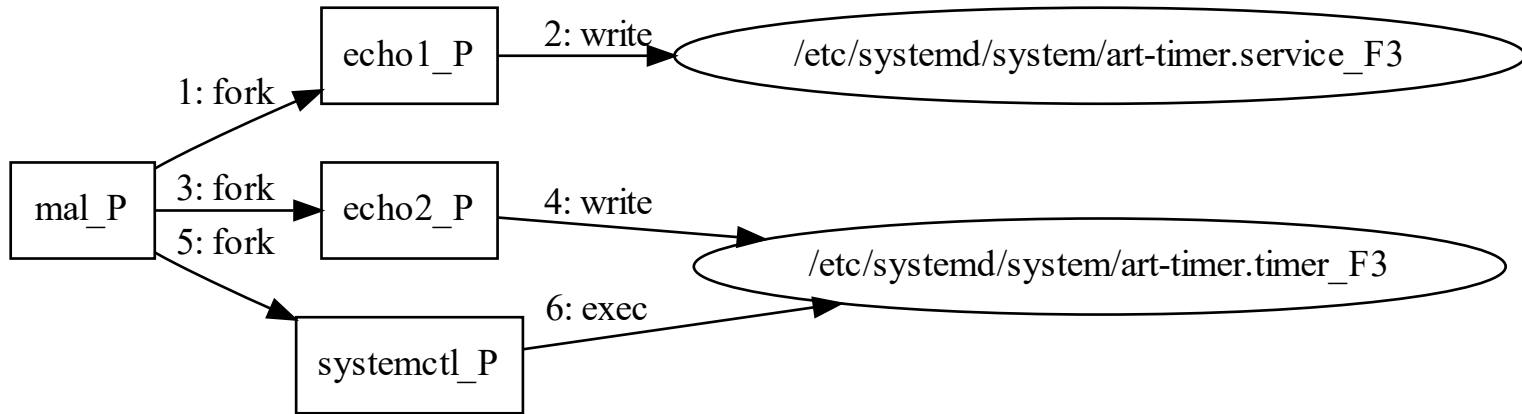 echo1_P
2: write
/etc/systemd/system/art-timer.service_F3
1: fork
mal_P
3: fork
echo2_P
4: write
/etc/systemd/system/art-timer.timer_F3
5: fork
6: exec
systemctl_P